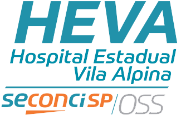 HEVA
Hospital Estadual
Vila Alpina
seconci SP/OSS